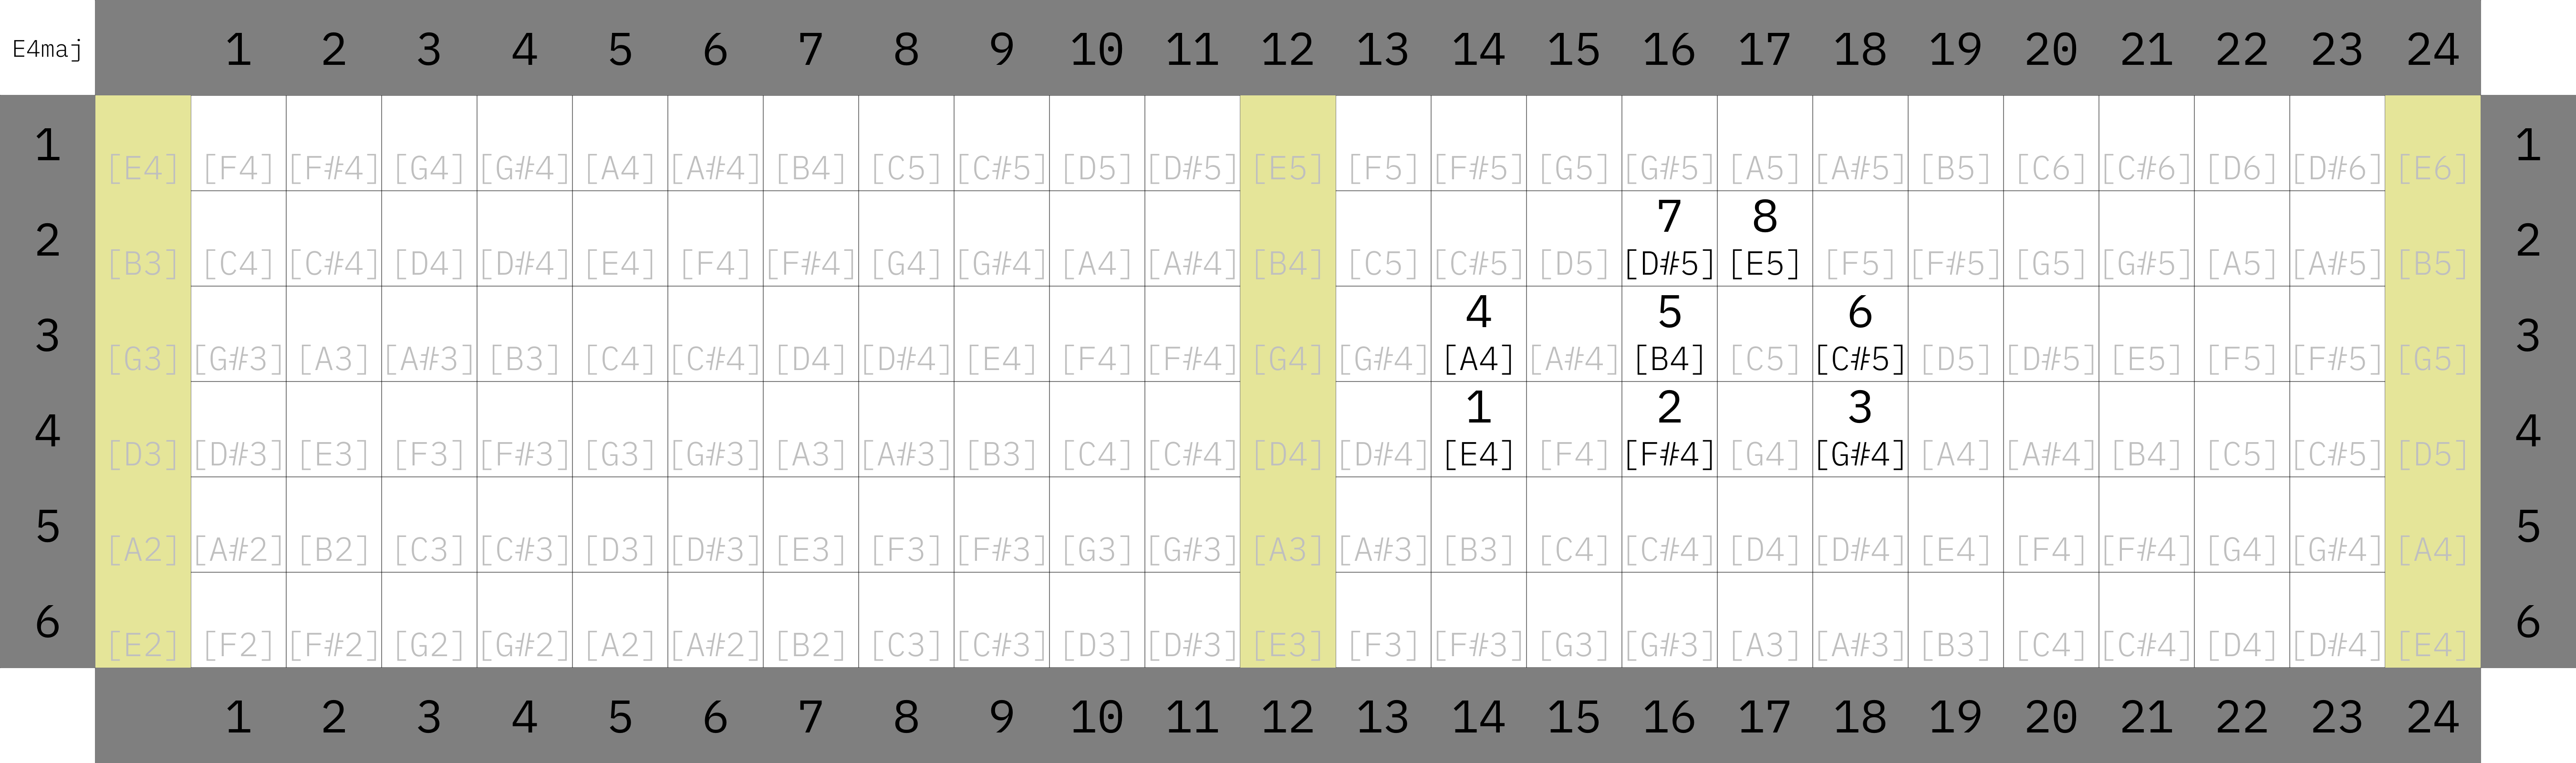 E4maj 1 2 3 4 5 6 7 8 9 10 11 12 13 14 15 16 17 18 19 20 21 22 23 24
1 [E4] [F4] [F#4] [G4] [G#4] [A4] [A#4] [B4] [C5] [C#5] [D5] [D#5] [E5] [F5] [F#5] [G5] [G#5] [A5] [A#5] [B5] [C6] [C#6] [D6] [D#6] [E6] 1
7 8
2 [B3] [C4] [C#4] [D4] [D#4] [E4] [F4] [F#4] [G4] [G#4] [A4] [A#4] [B4] [C5] [C#5] [D5] [D#5] [E5] [F5] [F#5] [G5] [G#5] [A5] [A#5] [B5] 2
4 5 6
3 [G3] [G#3] [A3] [A#3] [B3] [C4] [C#4] [D4] [D#4] [E4] [F4] [F#4] [G4] [G#4] [A4] [A#4] [B4] [C5] [C#5] [D5] [D#5] [E5] [F5] [F#5] [G5] 3
1 2 3
4 [D3] [D#3] [E3] [F3] [F#3] [G3] [G#3] [A3] [A#3] [B3] [C4] [C#4] [D4] [D#4] [E4] [F4] [F#4] [G4] [G#4] [A4] [A#4] [B4] [C5] [C#5] [D5] 4
5 [A2] [A#2] [B2] [C3] [C#3] [D3] [D#3] [E3] [F3] [F#3] [G3] [G#3] [A3] [A#3] [B3] [C4] [C#4] [D4] [D#4] [E4] [F4] [F#4] [G4] [G#4] [A4] 5
6 [E2] [F2] [F#2] [G2] [G#2] [A2] [A#2] [B2] [C3] [C#3] [D3] [D#3] [E3] [F3] [F#3] [G3] [G#3] [A3] [A#3] [B3] [C4] [C#4] [D4] [D#4] [E4] 6
1 2 3 4 5 6 7 8 9 10 11 12 13 14 15 16 17 18 19 20 21 22 23 24